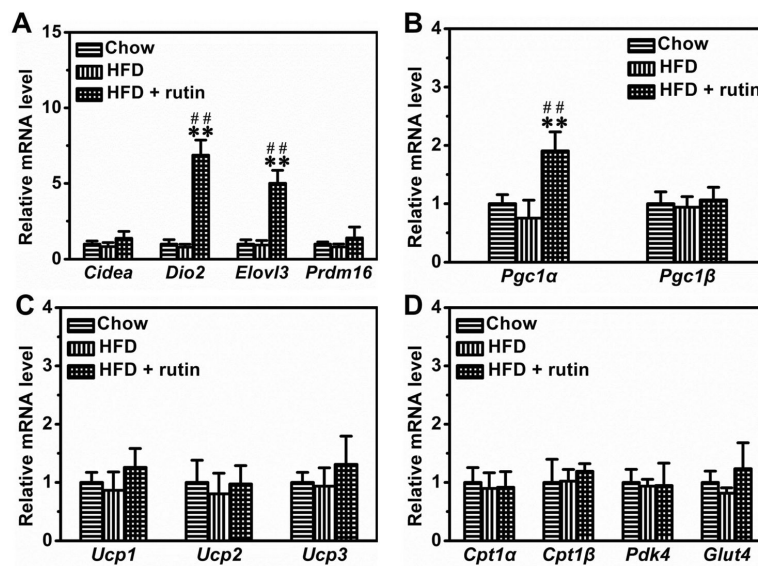 A
Relative mRNA level
15
10
5
0
Chow
HFD
HFD + rutin
##
**
##
**
Cidea Dio2 Elovl3 Prdm16
B
Relative mRNA level
4
3
2
1
0
Chow
HFD
HFD + rutin
##
**
Pgc1α Pgc1β
C
Relative mRNA level
4
3
2
1
0
Chow
HFD
HFD + rutin
Ucp1 Ucp2 Ucp3
D
Relative mRNA level
4
3
2
1
0
Chow
HFD
HFD + rutin
Cpt1α Cpt1β Pdk4 Glut4